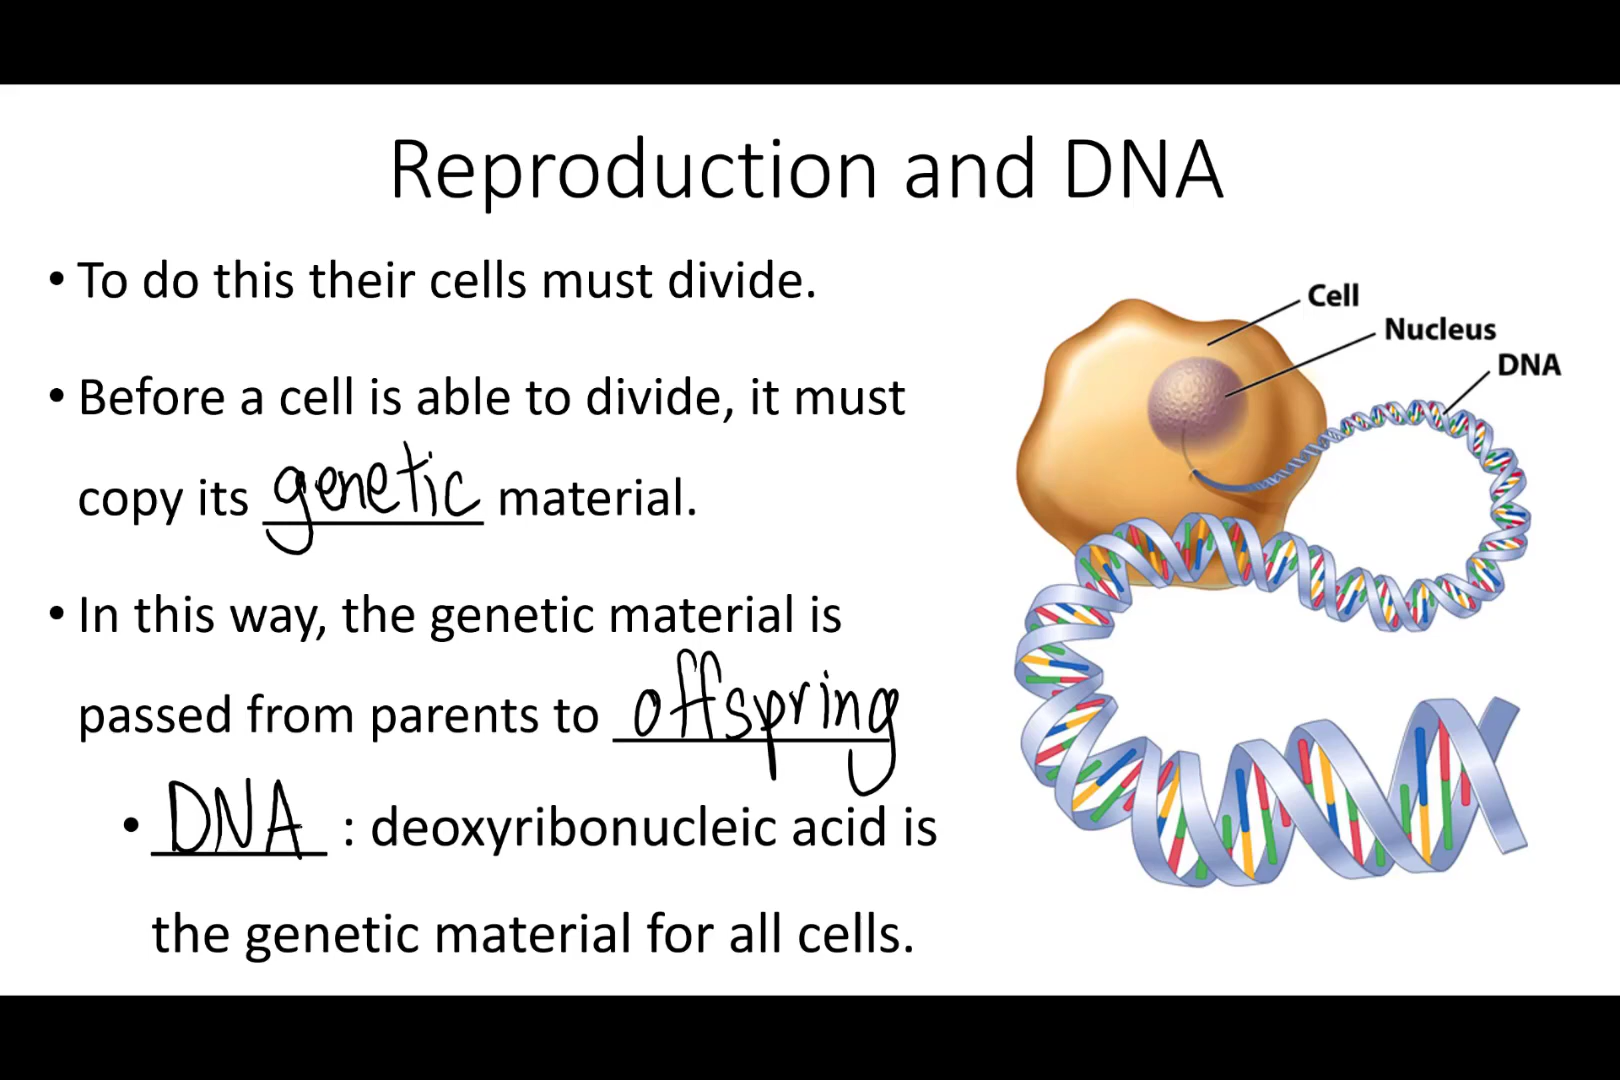 Reproduction and DNA
• To do this their cells must divide.
• Before a cell is able to divide, it must
copy its genetic material.
• In this way, the genetic material is
passed from parents to offspring
• DNA : deoxyribonucleic acid is
the genetic material for all cells.
Cell
Nucleus
DNA